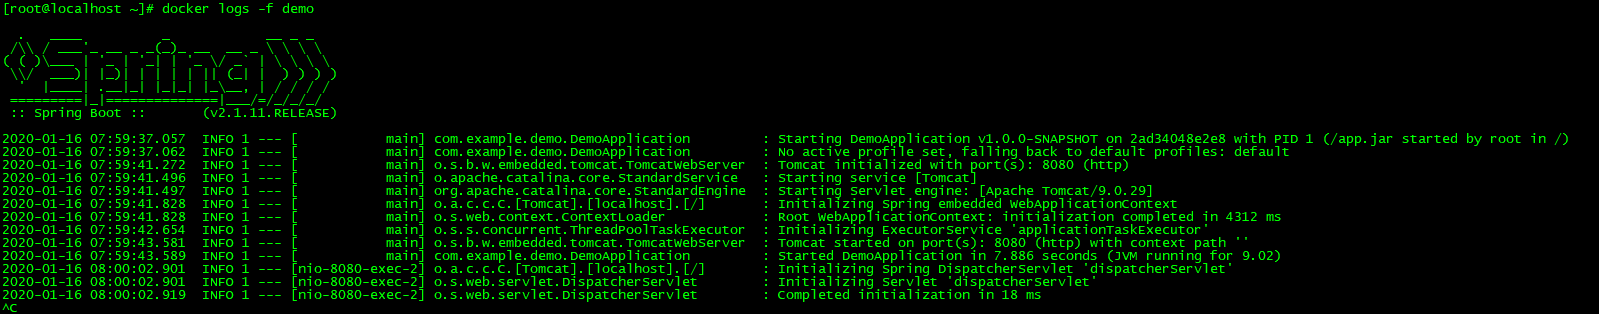 [root@localhost ~]# docker logs -f demo
  .   ____          _            __ _ _
 /\\ / ___'_ __ _ _(_)_ __  __ _ \ \ \ \
( ( )\___ | '_ | '_| | '_ \/ _` | \ \ \ \
 \\/  ___)| |_)| | | | | || (_| |  ) ) ) )
  '  |____| .__|_| |_|_| |_\__, | / / / /
 =========|_|==============|___/=/_/_/_/
 :: Spring Boot ::       (v2.1.11.RELEASE)
2020-01-16 07:59:37.057  INFO 1 --- [           main] com.example.demo.DemoApplication         : Starting DemoApplication v1.0.0-SNAPSHOT on 2ad34048e2e8 with PID 1 (/app.jar started by root in /)
2020-01-16 07:59:37.062  INFO 1 --- [           main] com.example.demo.DemoApplication         : No active profile set, falling back to default profiles: default
2020-01-16 07:59:41.272  INFO 1 --- [           main] o.s.b.w.embedded.tomcat.TomcatWebServer  : Tomcat initialized with port(s): 8080 (http)
2020-01-16 07:59:41.496  INFO 1 --- [           main] o.apache.catalina.core.StandardService   : Starting service [Tomcat]
2020-01-16 07:59:41.497  INFO 1 --- [           main] org.apache.catalina.core.StandardEngine  : Starting Servlet engine: [Apache Tomcat/9.0.29]
2020-01-16 07:59:41.828  INFO 1 --- [           main] o.a.c.c.C.[Tomcat].[localhost].[/]       : Initializing Spring embedded WebApplicationContext
2020-01-16 07:59:41.828  INFO 1 --- [           main] o.s.web.context.ContextLoader            : Root WebApplicationContext: initialization completed in 4312 ms
2020-01-16 07:59:42.654  INFO 1 --- [           main] o.s.s.concurrent.ThreadPoolTaskExecutor  : Initializing ExecutorService 'applicationTaskExecutor'
2020-01-16 07:59:43.581  INFO 1 --- [           main] o.s.b.w.embedded.tomcat.TomcatWebServer  : Tomcat started on port(s): 8080 (http) with context path ''
2020-01-16 07:59:43.589  INFO 1 --- [           main] com.example.demo.DemoApplication         : Started DemoApplication in 7.886 seconds (JVM running for 9.02)
2020-01-16 08:00:02.901  INFO 1 --- [nio-8080-exec-2] o.a.c.c.C.[Tomcat].[localhost].[/]       : Initializing Spring DispatcherServlet 'dispatcherServlet'
2020-01-16 08:00:02.901  INFO 1 --- [nio-8080-exec-2] o.s.web.servlet.DispatcherServlet        : Initializing Servlet 'dispatcherServlet'
2020-01-16 08:00:02.919  INFO 1 --- [nio-8080-exec-2] o.s.web.servlet.DispatcherServlet        : Completed initialization in 18 ms
^C